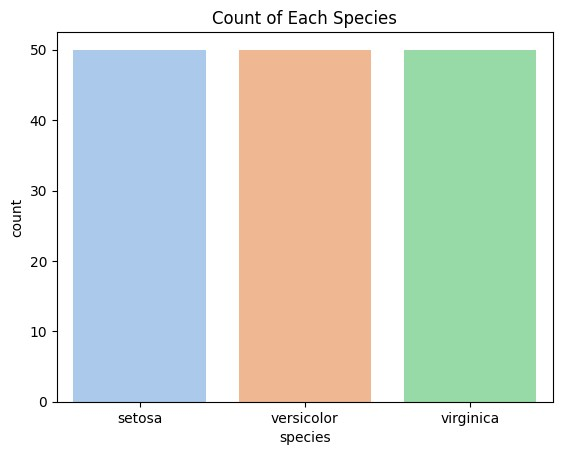 Count of Each Species
count
50
40
30
20
10
0
setosa versicolor virginica
species